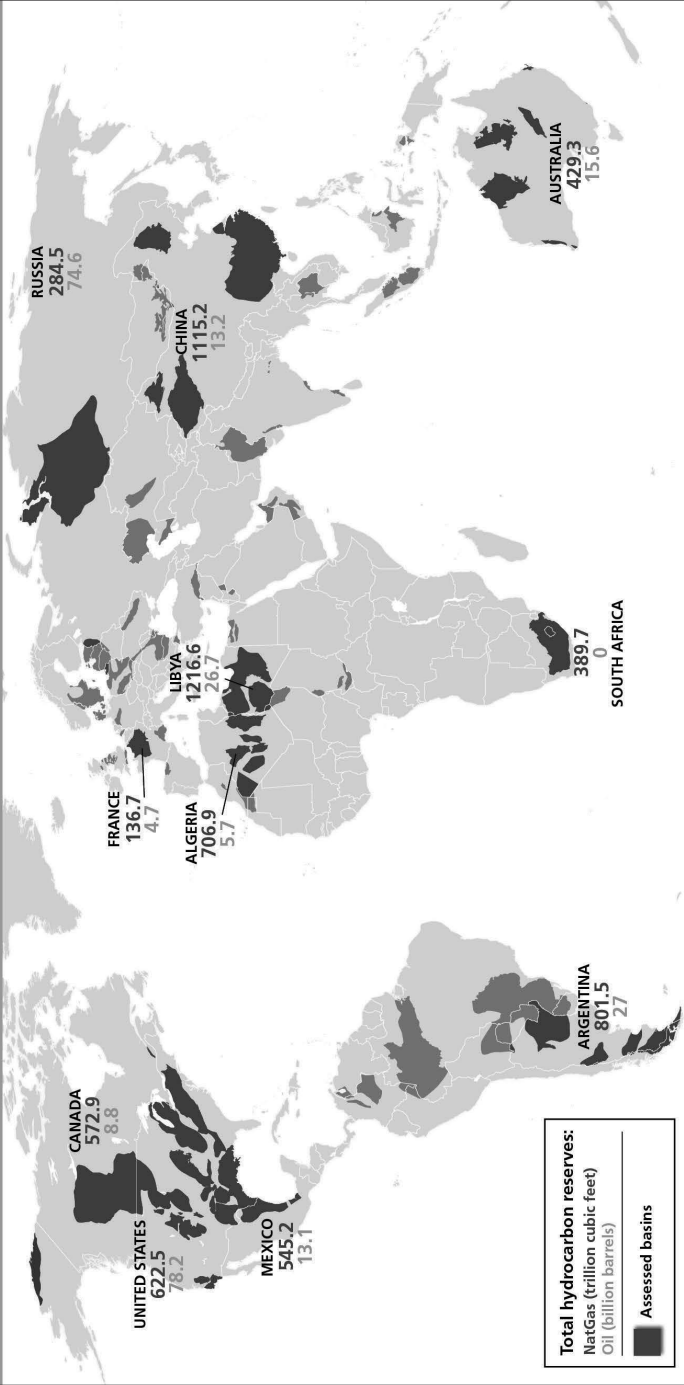 CANADA
572.9
8.8
UNITED STATES
622.5
78.2
MEXICO
545.2
13.1
ARGENTINA
801.5
27
FRANCE
136.7
4.7
ALGERIA
706.9
5.7
LIBYA
1216.6
26.7
389.7
0
SOUTH AFRICA
RUSSIA
284.5
74.6
CHINA
1115.2
13.2
AUSTRALIA
429.3
15.6
Total hydrocarbon reserves:
NatGas (trillion cubic feet)
Oil (billion barrels)
Assessed basins